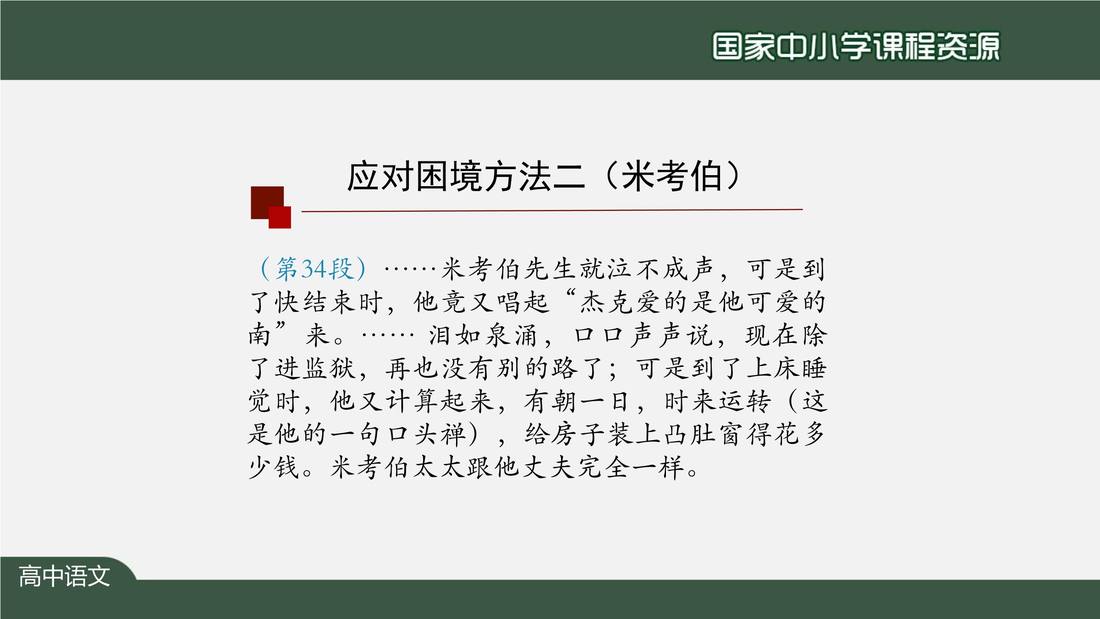 国家中小学课程资源
应对困境方法二（米考伯）
（第34段）……米考伯先生就泣不成声，可是到
了快结束时，他竟又唱起“杰克爱的是他可爱的
南”来。…… 泪如泉涌，口口声声说，现在除
了进监狱，再也没有别的路了；可是到了上床睡
觉时，他又计算起来，有朝一日，时来运转（这
是他的一句口头禅），给房子装上凸肚窗得花多
少钱。米考伯太太跟他丈夫完全一样。
高中语文